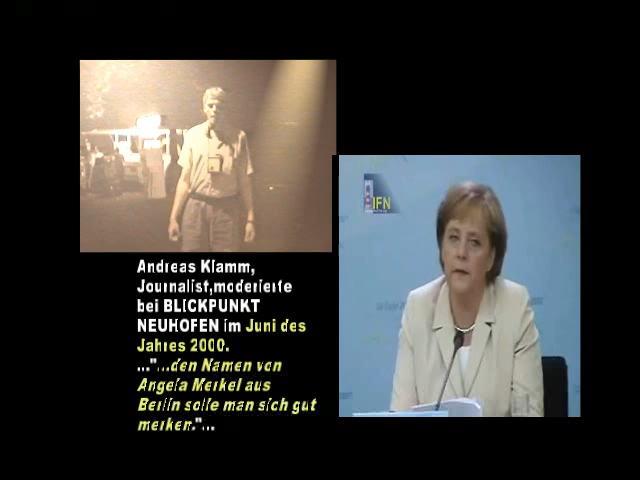 Andreas Klamm,
Journalist,moderierte
bei BLICKPUNKT
NEUHOFEN im Juni des
Jahres 2000.
..."...den Namen von
Angela Merkel aus
Berlin solle man sich gut
merken."...
IFN